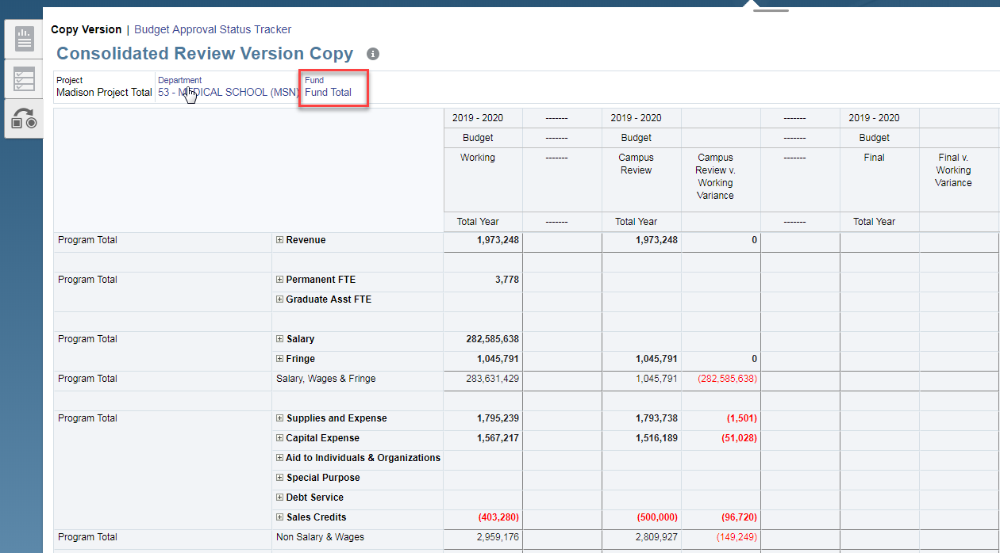 Copy Version | Budget Approval Status Tracker
Consolidated Review Version Copy i
Project Department Fund
Madison Project Total 53 - MEDICAL SCHOOL (MSN) Fund Total
2019 - 2020 ------- 2019 - 2020 ------- 2019 - 2020
Budget ------- Budget ------- Budget
Working ------- Campus Campus ------- Final Final v.
Review Review v. Working
Working Variance
Variance
Total Year ------- Total Year ------- Total Year
Program Total Revenue 1,973,248 1,973,248 0
Program Total Permanent FTE 3,778
Graduate Asst FTE
Program Total Salary 282,585,638
Fringe 1,045,791 1,045,791 0
Program Total Salary, Wages & Fringe 283,631,429 1,045,791 (282,585,638)
Program Total Supplies and Expense 1,795,239 1,793,738 (1,501)
Capital Expense 1,567,217 1,516,189 (51,028)
Aid to Individuals & Organizations
Special Purpose
Debt Service
Sales Credits (403,280) (500,000) (96,720)
Program Total Non Salary & Wages 2,959,176 2,809,927 (149,249)